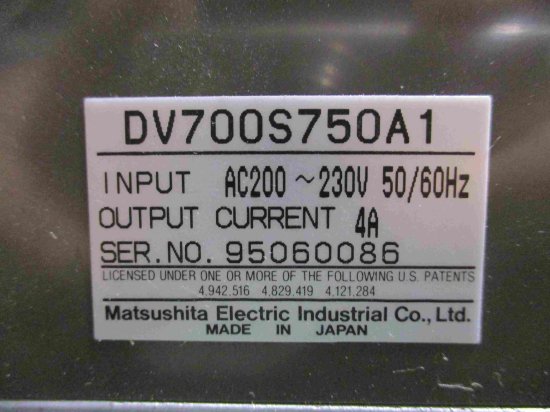 DV700S750A1
INPUT AC200 ~ 230V 50/60Hz
OUTPUT CURRENT 4A
SER.NO. 95060086
LICENSED UNDER ONE OR MORE OF THE FOLLOWING U.S. PATENTS
4.942.516 4.829.419 4.121.284
Matsushita Electric Industrial Co., Ltd.
MADE IN JAPAN